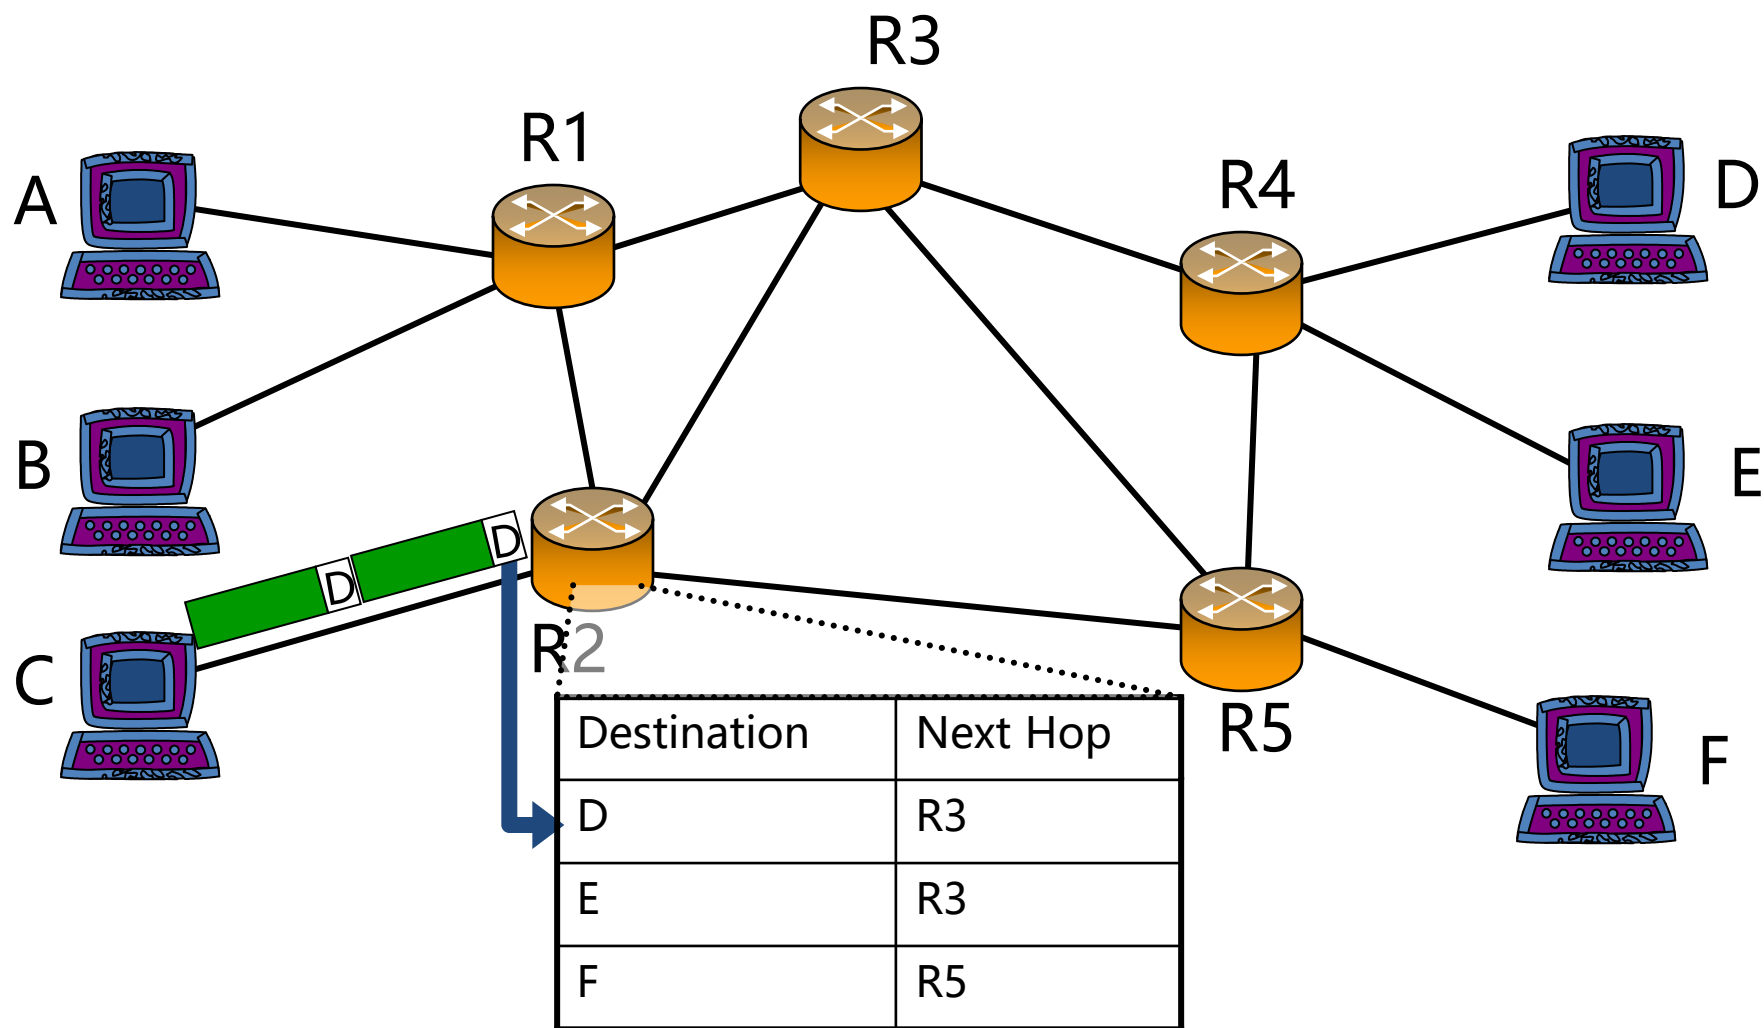 R3
R1
R4
A
D
B
E
D
D
R2
C
R5
F
Destination Next Hop
D R3
E R3
F R5